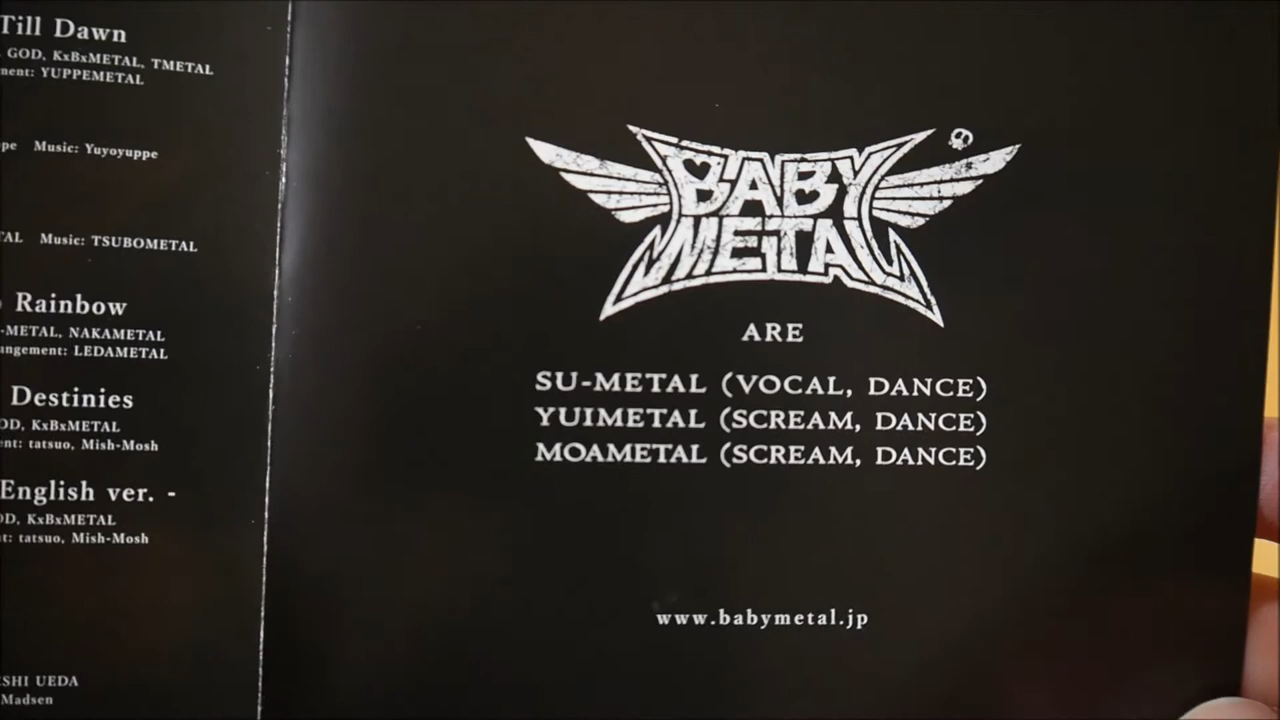 Till Dawn
GOD, KxBxMETAL, TMETAL
ment: YUPPEMETAL
pe Music: Yuyoyuppe
TAL Music: TSUBOMETAL
Rainbow
-METAL, NAKAMETAL
angement: LEDAMETAL
Destinies
OD, KxBxMETAL
nt: tatsuo, Mish-Mosh
English ver. -
OD, KxBxMETAL
t: tatsuo, Mish-Mosh
ESHI UEDA
Madsen
BABY
METAL
ARE
SU-METAL (VOCAL, DANCE)
YUIMETAL (SCREAM, DANCE)
MOAMETAL (SCREAM, DANCE)
www.babymetal.jp